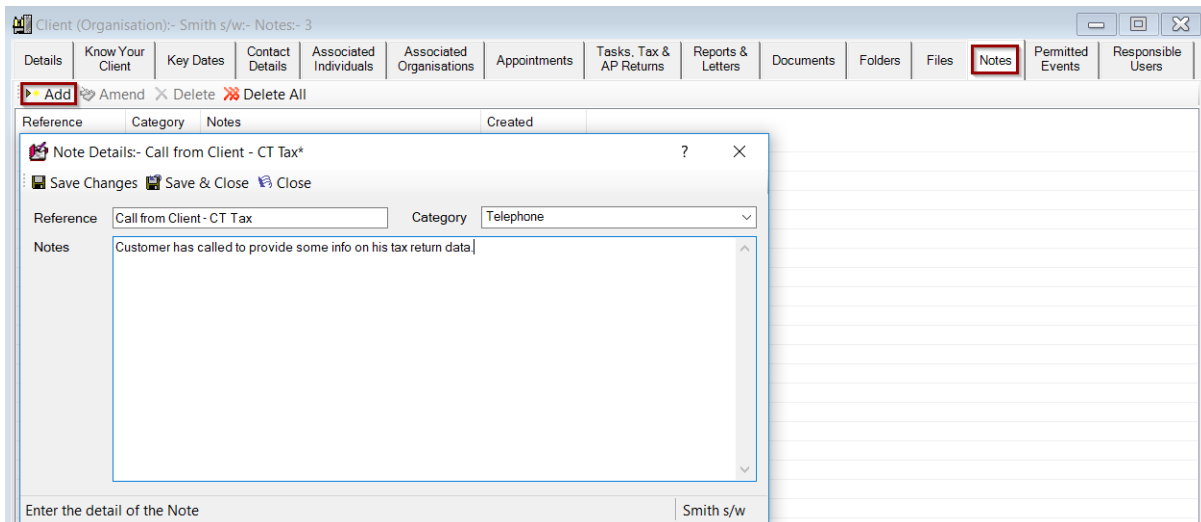 Client (Organisation):- Smith s/w:- Notes:- 3
Details Know Your Client Key Dates Contact Details Associated Individuals Associated Organisations Appointments Tasks, Tax & AP Returns Reports & Letters Documents Folders Files Notes Permitted Events Responsible Users
Add Amend Delete Delete All
Reference Category Notes Created
Note Details:- Call from Client - CT Tax* ?
Save Changes Save & Close Close
Reference Call from Client - CT Tax Category Telephone
Notes Customer has called to provide some info on his tax return data.
Enter the detail of the Note Smith s/w